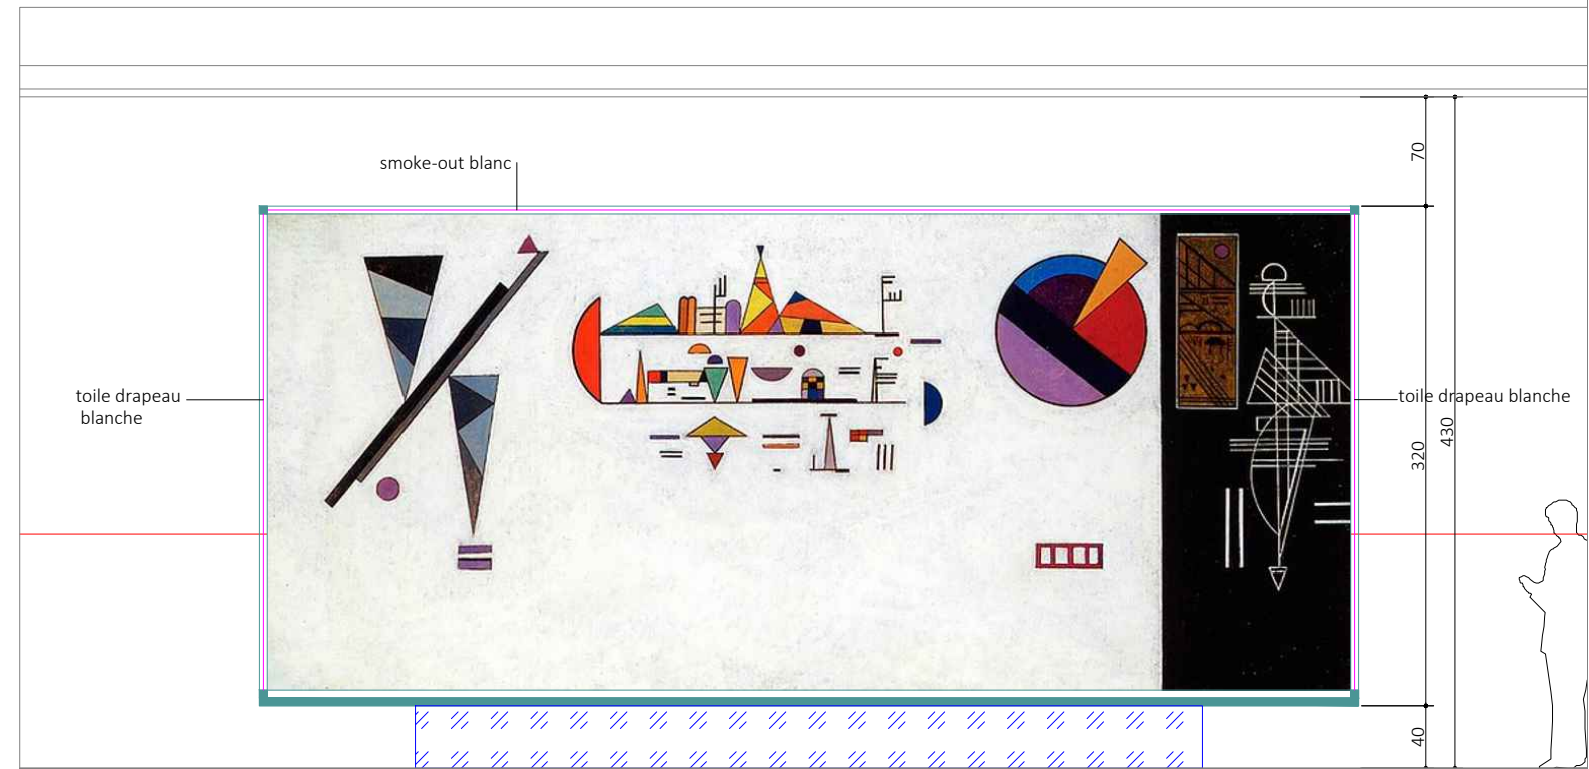 70
smoke-out blanc
toile drapeau
blanche
toile drapeau blanche
430
320
40